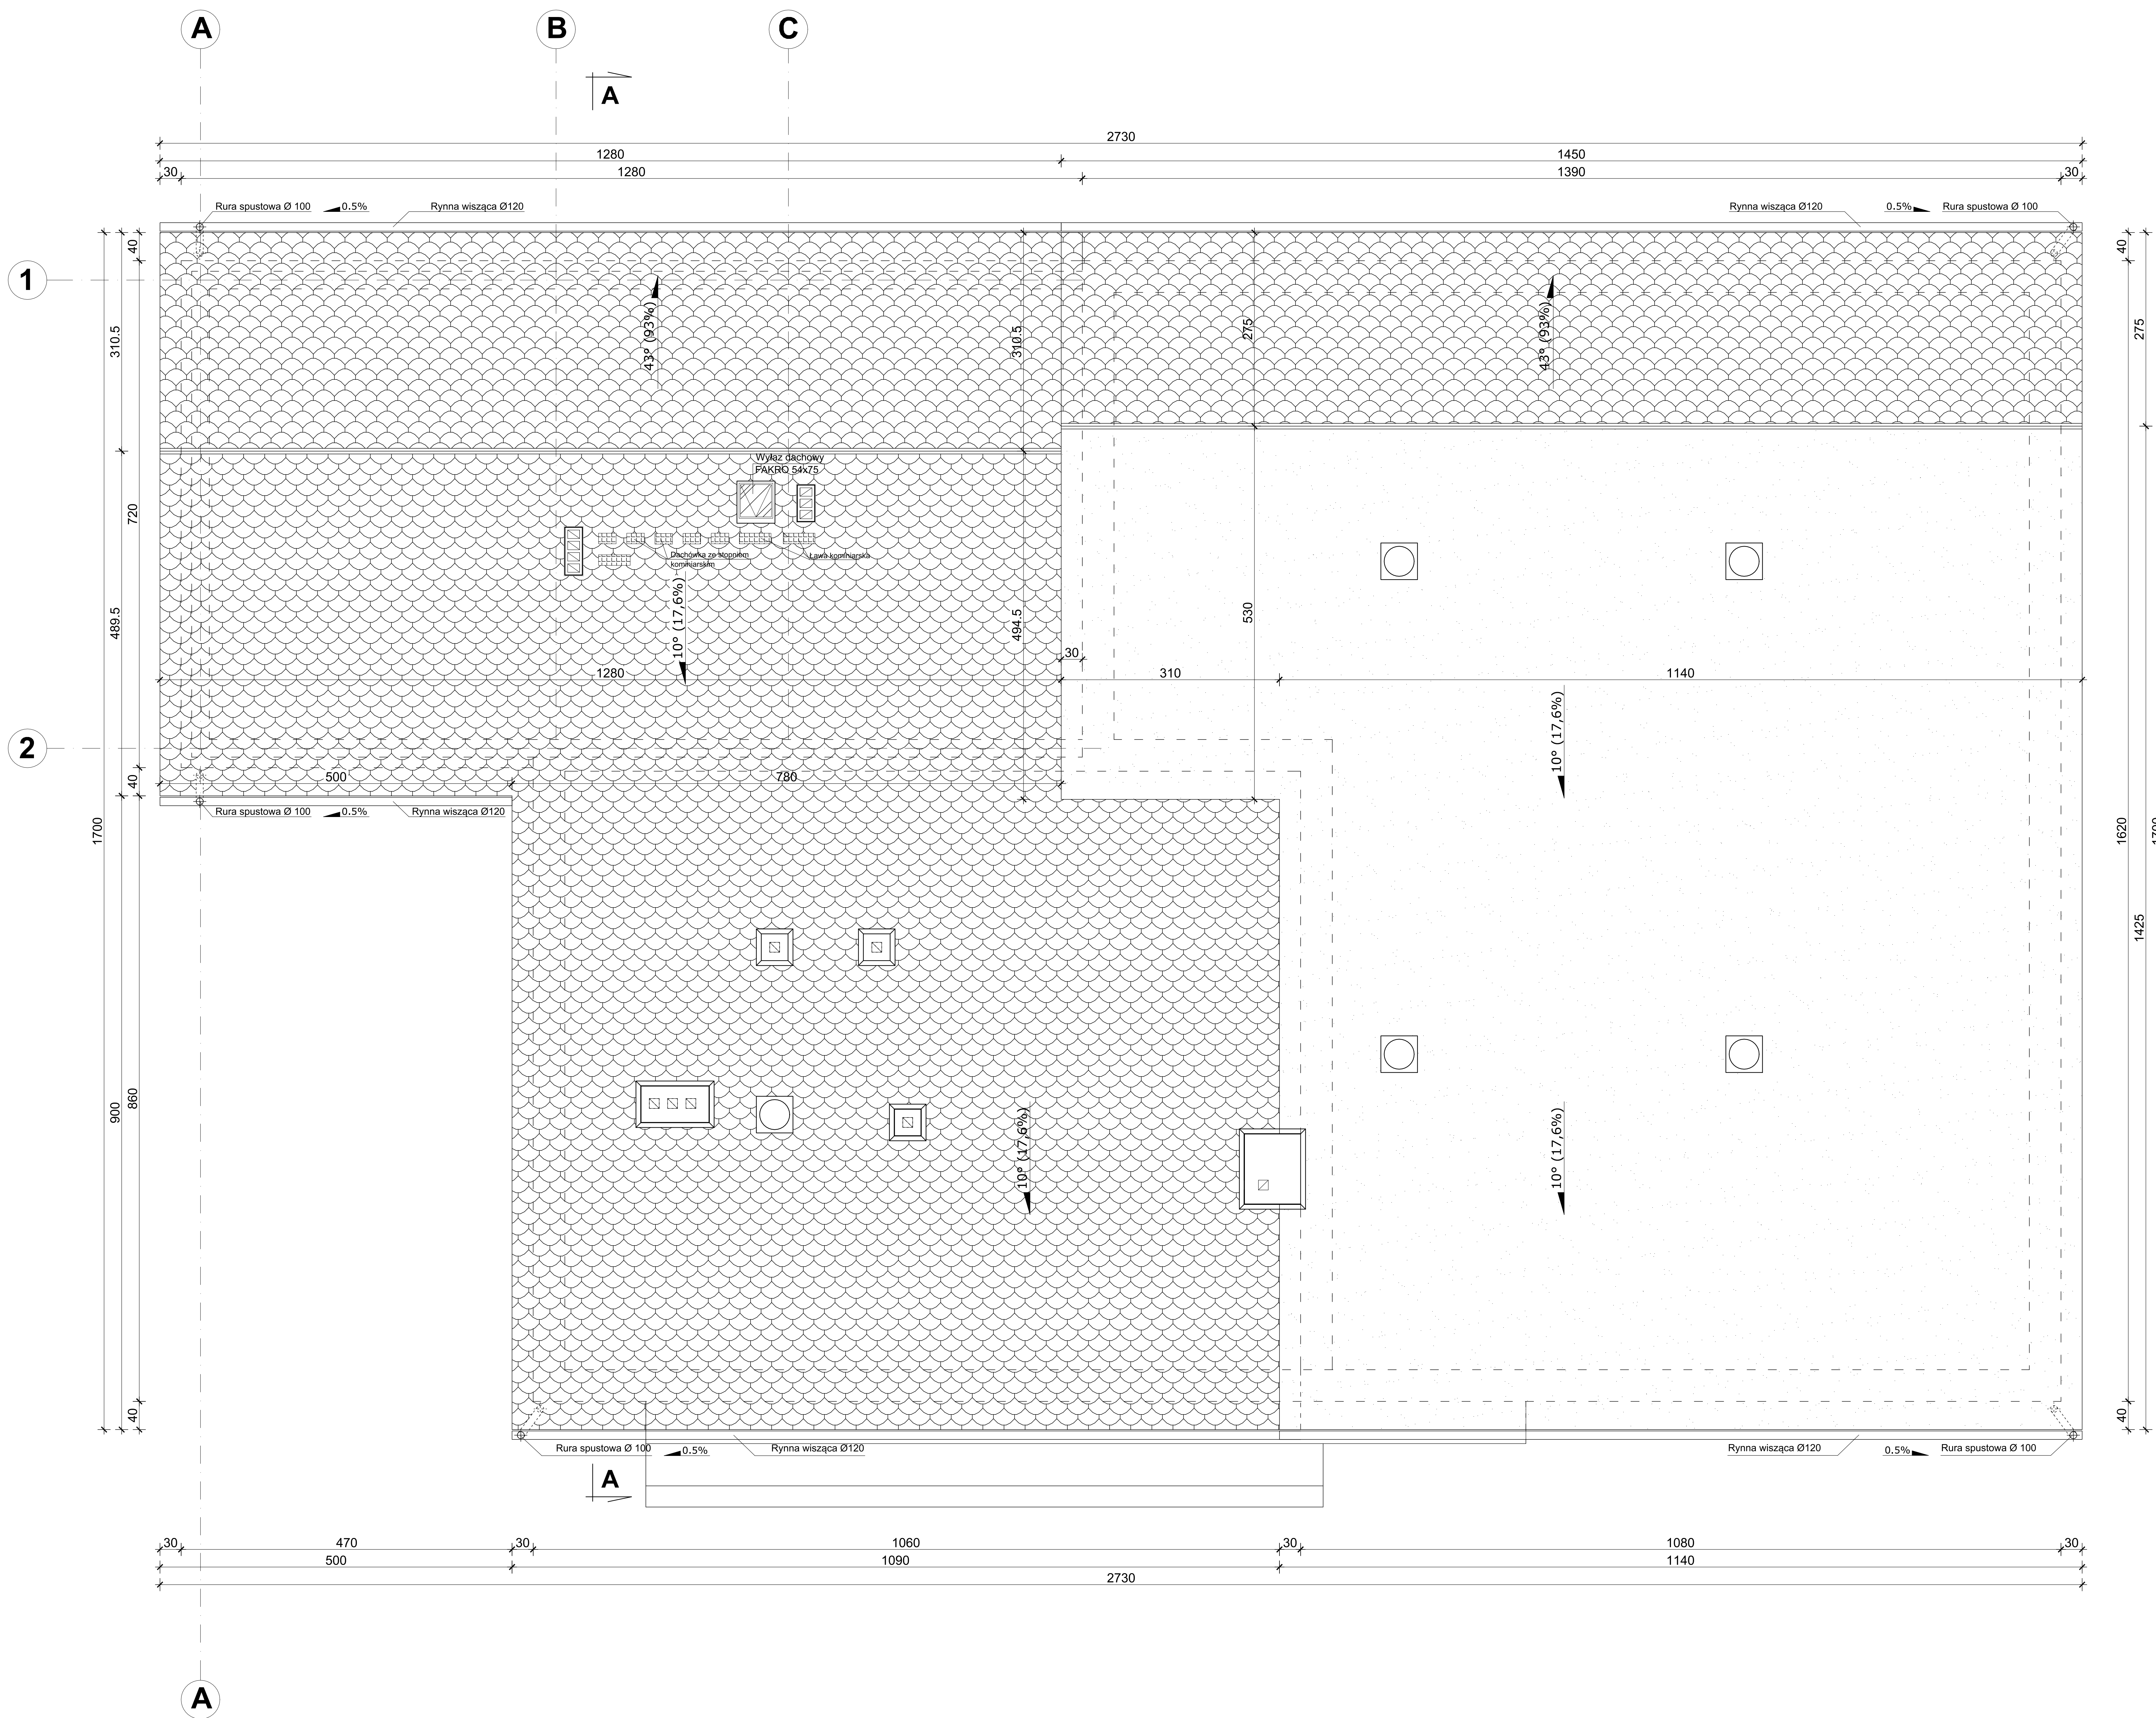 A
B
C
A
2730
1280
1450
30
1280
1390
30
Rura spustowa Ø 100
0.5%
Rynna wisząca Ø120
Rynna wisząca Ø120
0.5%
Rura spustowa Ø 100
1
40
310.5
43° (93%)
310.5
275
43° (93%)
40
275
Wyłaz dachowy
FAKRO 54x75
720
Dachówka ze stopniem
kominiarskim
Ława kominiarska
489.5
10° (17,6%)
494.5
530
30
1280
310
1140
2
10° (17,6%)
40
500
780
Rura spustowa Ø 100
0.5%
Rynna wisząca Ø120
1700
1620
1425
900
860
10° (17,6%)
10° (17,6%)
40
40
Rura spustowa Ø 100
0.5%
Rynna wisząca Ø120
Rynna wisząca Ø120
0.5%
Rura spustowa Ø 100
A
30
470
30
1060
30
1080
30
500
1090
1140
2730
A